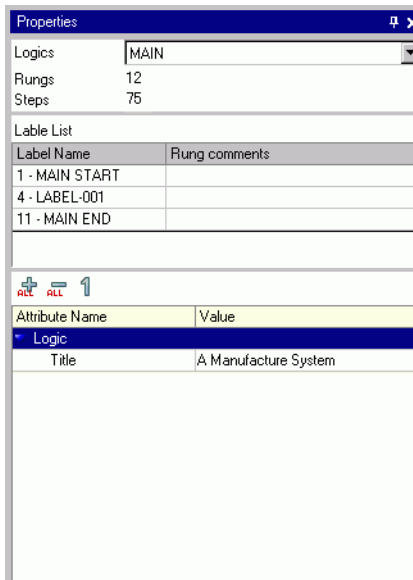 Properties
Logics MAIN
Rungs 12
Steps 75
Lable List
Label Name Rung comments
1 - MAIN START
4 - LABEL-001
11 - MAIN END
ALL ALL 1
Attribute Name Value
Logic
Title A Manufacture System